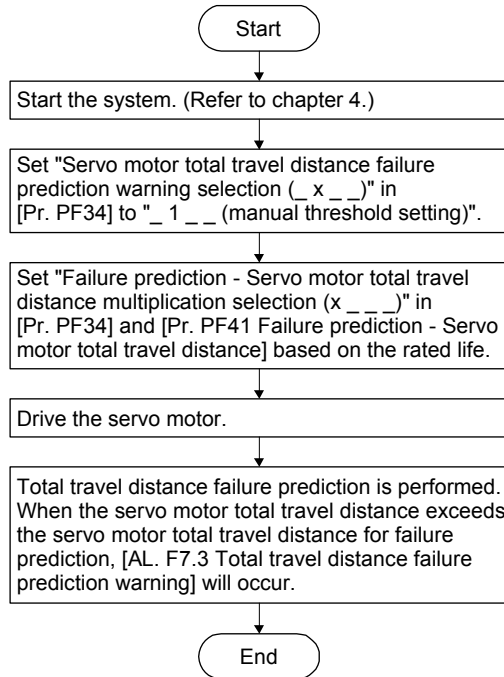 Start
Start the system. (Refer to chapter 4.)
Set "Servo motor total travel distance failure
prediction warning selection (_ x _ _)" in
[Pr. PF34] to "_ 1 _ _ (manual threshold setting)".
Set "Failure prediction - Servo motor total travel
distance multiplication selection (x _ _ _)" in
[Pr. PF34] and [Pr. PF41 Failure prediction - Servo
motor total travel distance] based on the rated life.
Drive the servo motor.
Total travel distance failure prediction is performed.
When the servo motor total travel distance exceeds
the servo motor total travel distance for failure
prediction, [AL. F7.3 Total travel distance failure
prediction warning] will occur.
End